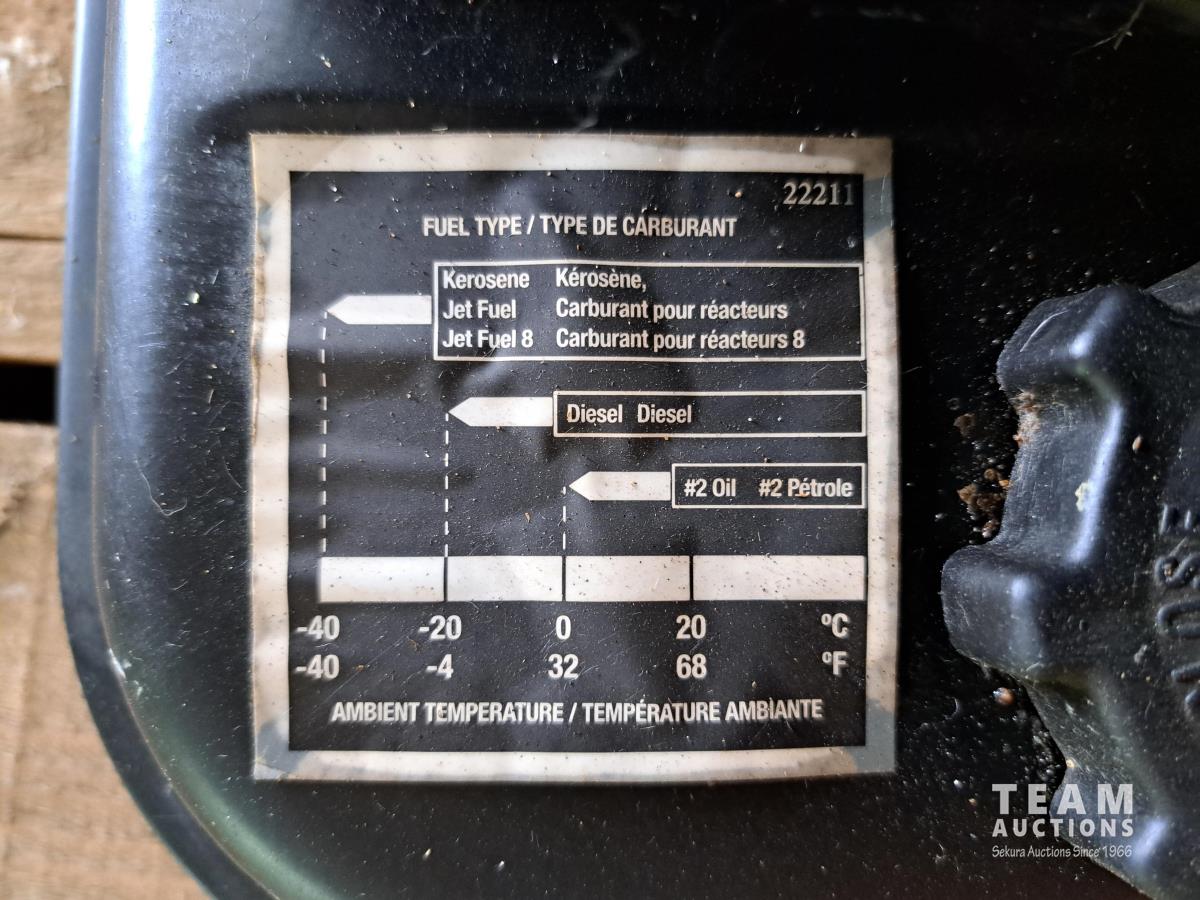 22211
FUEL TYPE / TYPE DE CARBURANT
Kerosene Kérosène,
Jet Fuel Carburant pour réacteurs
Jet Fuel 8 Carburant pour réacteurs 8
Diesel Diesel
#2 Oil #2 Pétrole
-40 -20 0 20 ºC
-40 -4 32 68 ºF
AMBIENT TEMPERATURE / TEMPÉRATURE AMBIANTE
TEAM
AUCTIONS
Sekura Auctions Since 1966